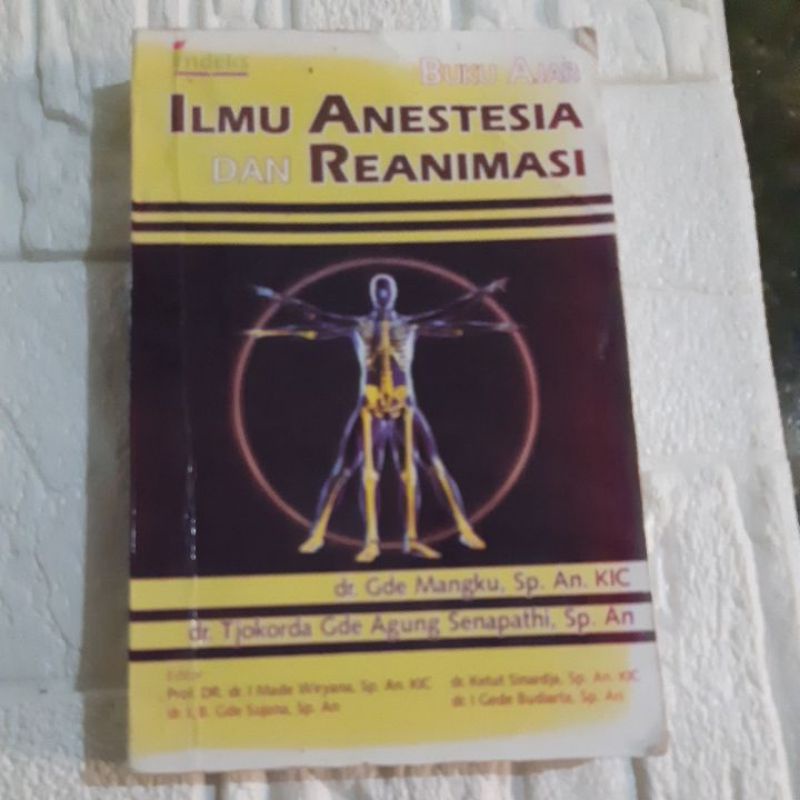 indeks
BUKU AJAR
ILMU ANESTESIA
DAN REANIMASI
dr. Gde Mangku, Sp. An. KIC
dr. Tjokorda Gde Agung Senapathi, Sp. An
Editor
Prof. DR. dr. I Made Wiryana, Sp. An. KIC
dr. I. B. Gde Sujana, Sp. An
dr. Ketut Sinardja, Sp. An. KIC
dr. I Gede Budiarta, Sp. An